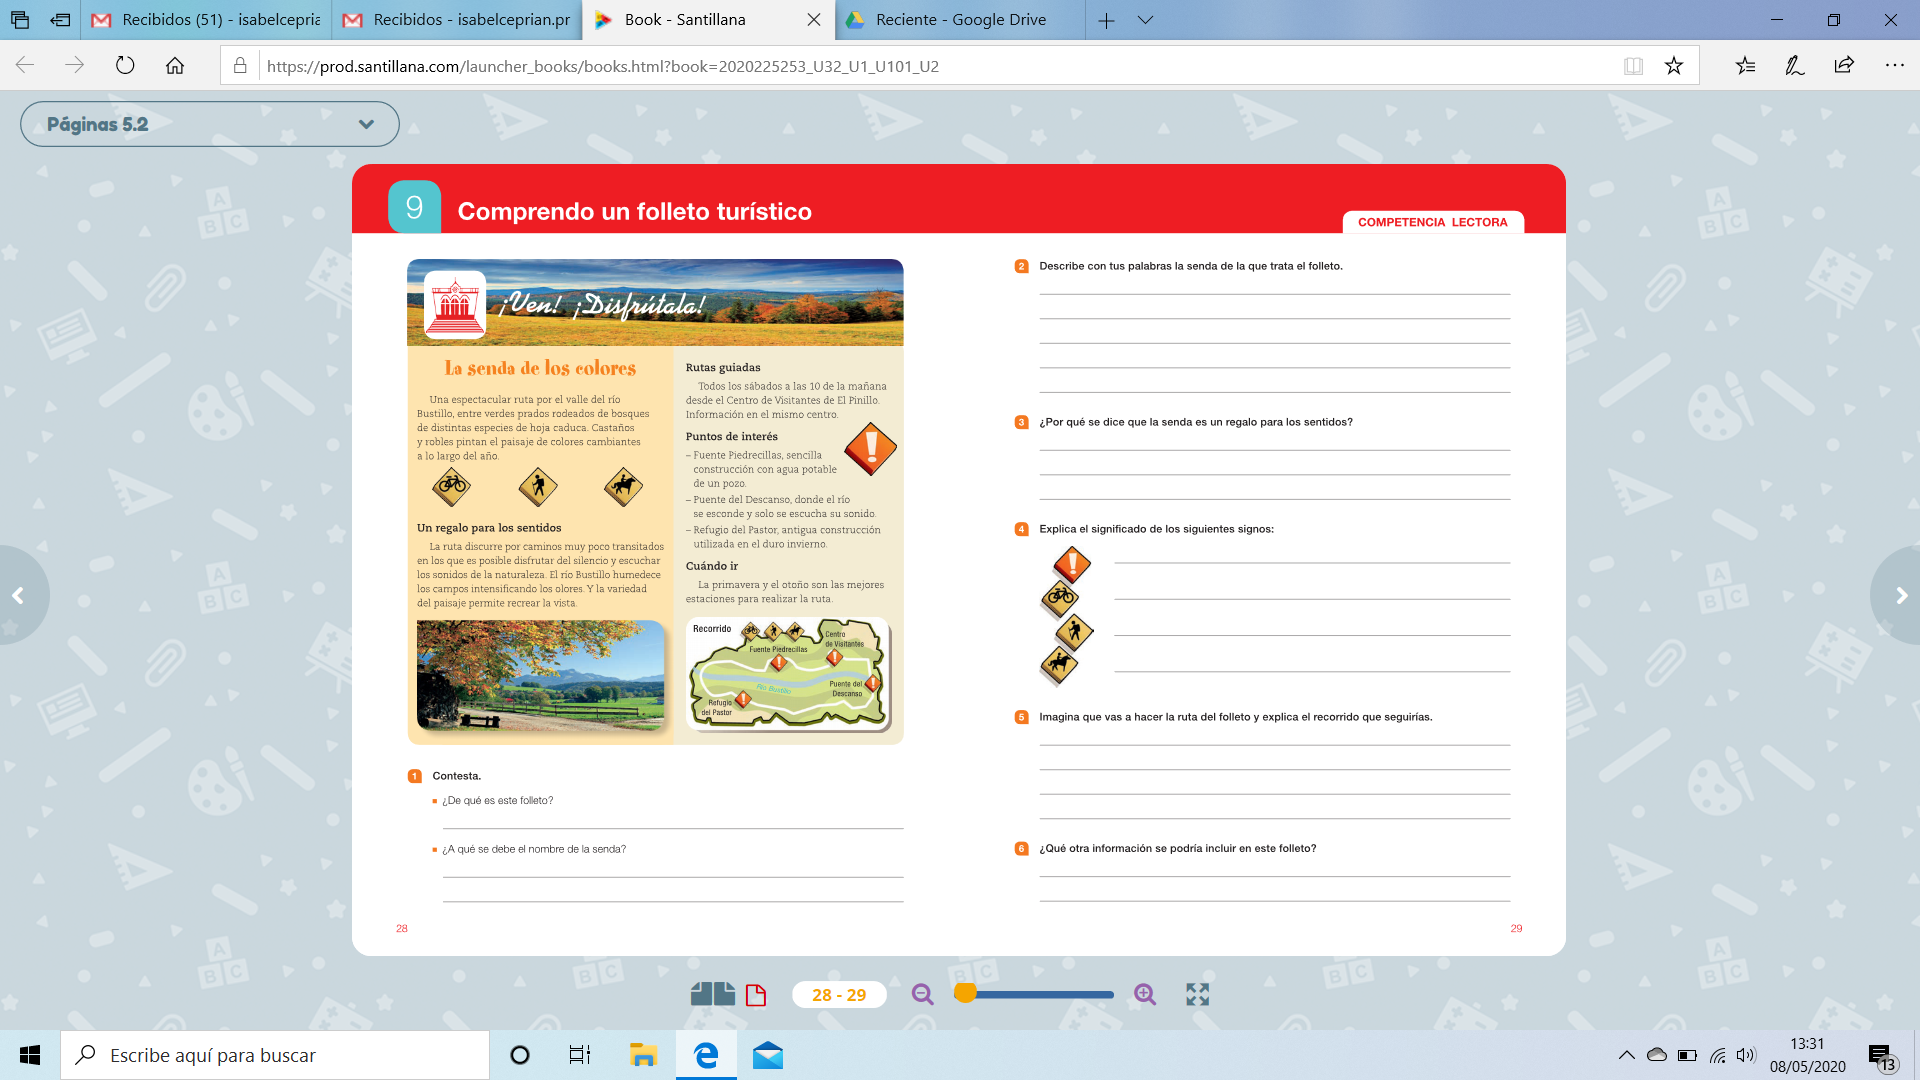 Recibidos (51) - isabelcepria
Recibidos - isabelceprian.pr
Book - Santillana
Reciente - Google Drive
https://prod.santillana.com/launcher_books/books.html?book=2020225253_U32_U1_U101_U2
Páginas 5.2
9
Comprendo un folleto turístico
COMPETENCIA LECTORA
¡Ven! ¡Disfrútala!
La senda de los colores
Una espectacular ruta por el valle del río
Bustillo, entre verdes prados rodeados de bosques
de distintas especies de hoja caduca. Castaños
y robles pintan el paisaje de colores cambiantes
a lo largo del año.
Un regalo para los sentidos
La ruta discurre por caminos muy poco transitados
en los que es posible disfrutar del silencio y escuchar
los sonidos de la naturaleza. El río Bustillo humedece
los campos intensificando los olores. Y la variedad
del paisaje permite recrear la vista.
Rutas guiadas
Todos los sábados a las 10 de la mañana
desde el Centro de Visitantes de El Pinillo.
Información en el mismo centro.
Puntos de interés
– Fuente Piedrecillas, sencilla
construcción con agua potable
de un pozo.
– Puente del Descanso, donde el río
se esconde y solo se escucha su sonido.
– Refugio del Pastor, antigua construcción
utilizada en el duro invierno.
Cuándo ir
La primavera y el otoño son las mejores
estaciones para realizar la ruta.
Recorrido
Centro
de Visitantes
Fuente Piedrecillas
Río Bustillo
Puente del
Descanso
Refugio
del Pastor
1 Contesta.
¿De qué es este folleto?
¿A qué se debe el nombre de la senda?
28
2 Describe con tus palabras la senda de la que trata el folleto.
3 ¿Por qué se dice que la senda es un regalo para los sentidos?
4 Explica el significado de los siguientes signos:
5 Imagina que vas a hacer la ruta del folleto y explica el recorrido que seguirías.
6 ¿Qué otra información se podría incluir en este folleto?
29
28 - 29
Escribe aquí para buscar
13:31
08/05/2020
13